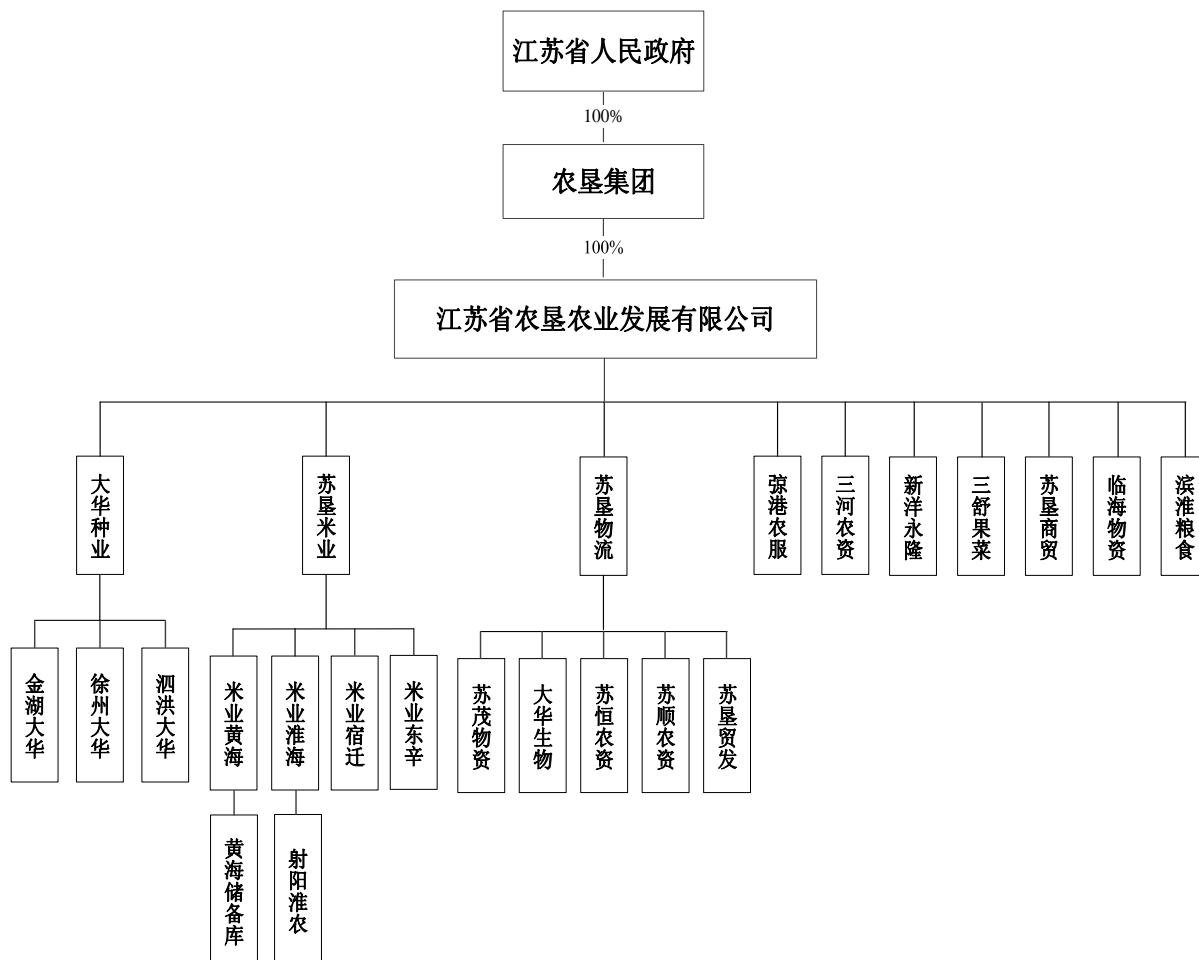 江苏省人民政府
100%
农垦集团
100%
江苏省农垦农业发展有限公司
大华种业
苏垦米业
苏垦物流
弶港农服
三河农资
新洋永隆
三舒果菜
苏垦商贸
临海物资
滨淮粮食
金湖大华
徐州大华
泗洪大华
米业黄海
米业淮海
米业宿迁
米业东辛
苏茂物资
大华生物
苏恒农资
苏顺农资
苏垦贸发
黄海储备库
射阳淮农